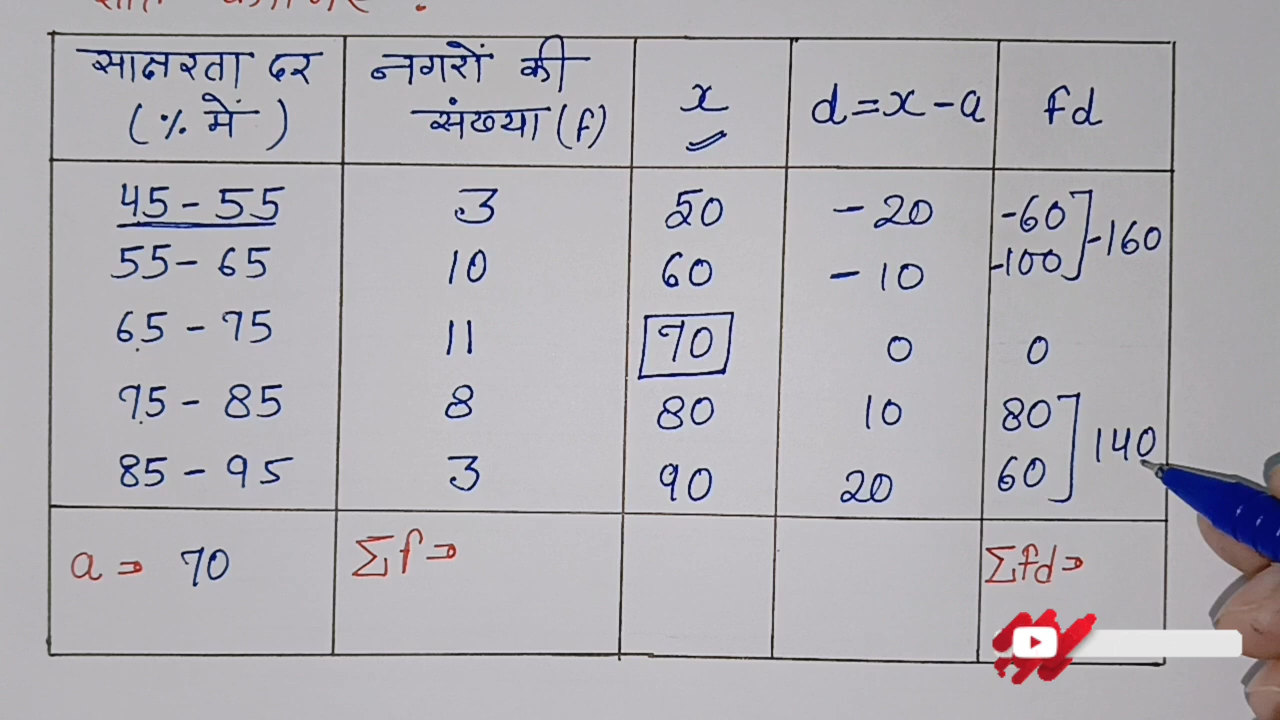 साक्षरता दर (% में) नगरों की संख्या (f) x d = x - a fd
45 - 55 3 50 - 20 -60
55 - 65 10 60 - 10 -100 -160
65 - 75 11 70 0 0
75 - 85 8 80 10 80
85 - 95 3 90 20 60 140
a ⇒ 70 Σf ⇒ Σfd ⇒